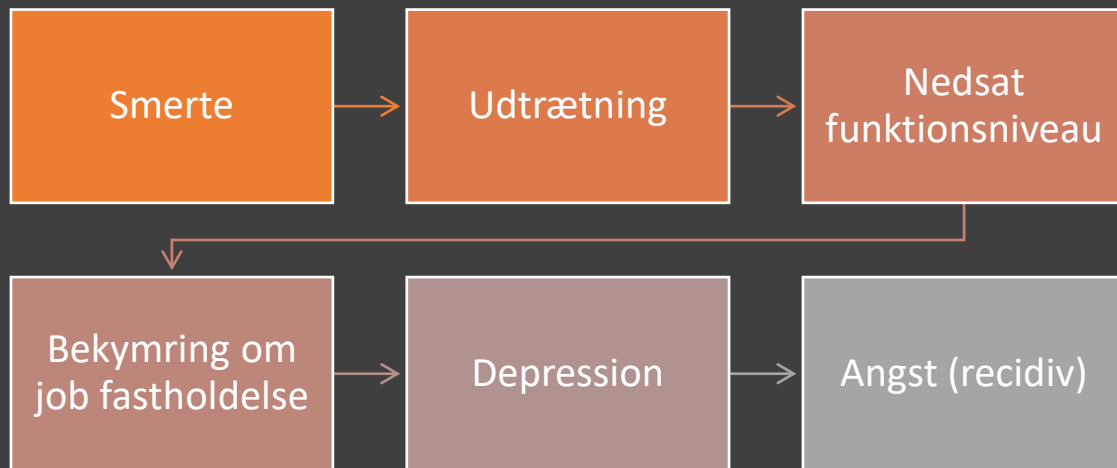 Smerte
Udtrætning
Nedsat
funktionsniveau
Bekymring om
job fastholdelse
Depression
Angst (recidiv)